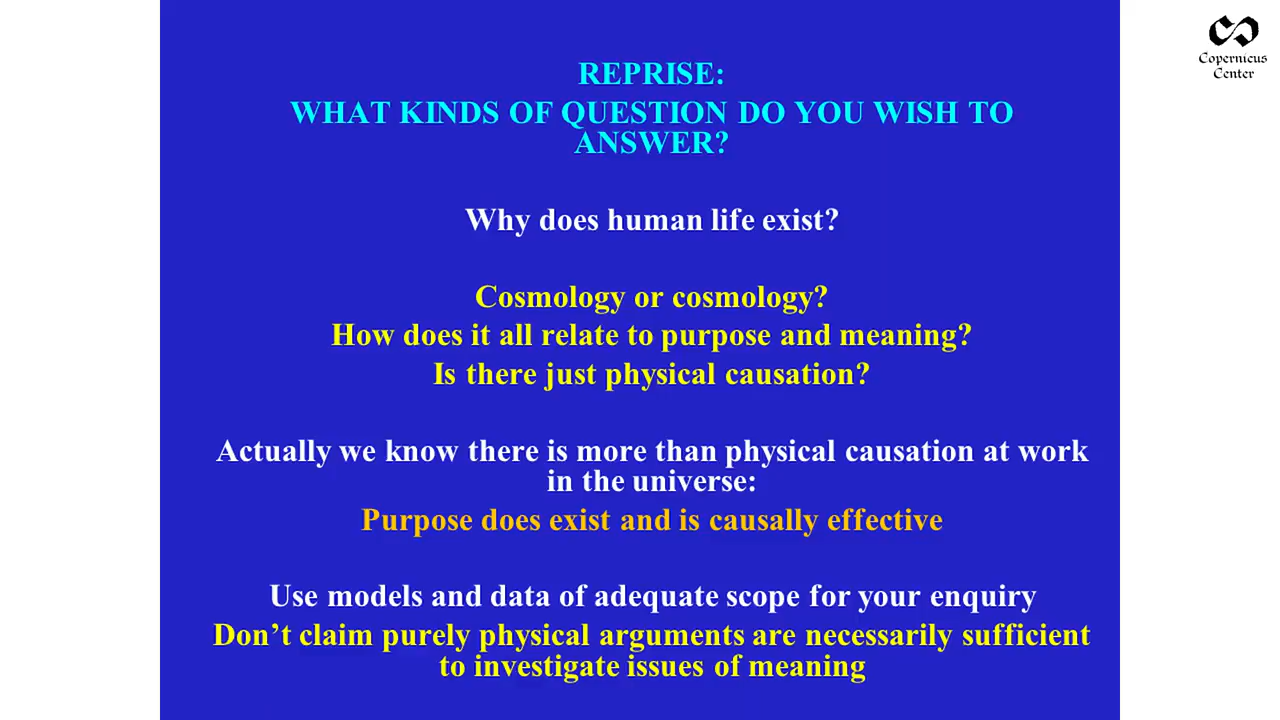 REPRISE:
WHAT KINDS OF QUESTION DO YOU WISH TO
ANSWER?
Why does human life exist?
Cosmology or cosmology?
How does it all relate to purpose and meaning?
Is there just physical causation?
Actually we know there is more than physical causation at work
in the universe:
Purpose does exist and is causally effective
Use models and data of adequate scope for your enquiry
Don’t claim purely physical arguments are necessarily sufficient
to investigate issues of meaning
Copernicus
Center